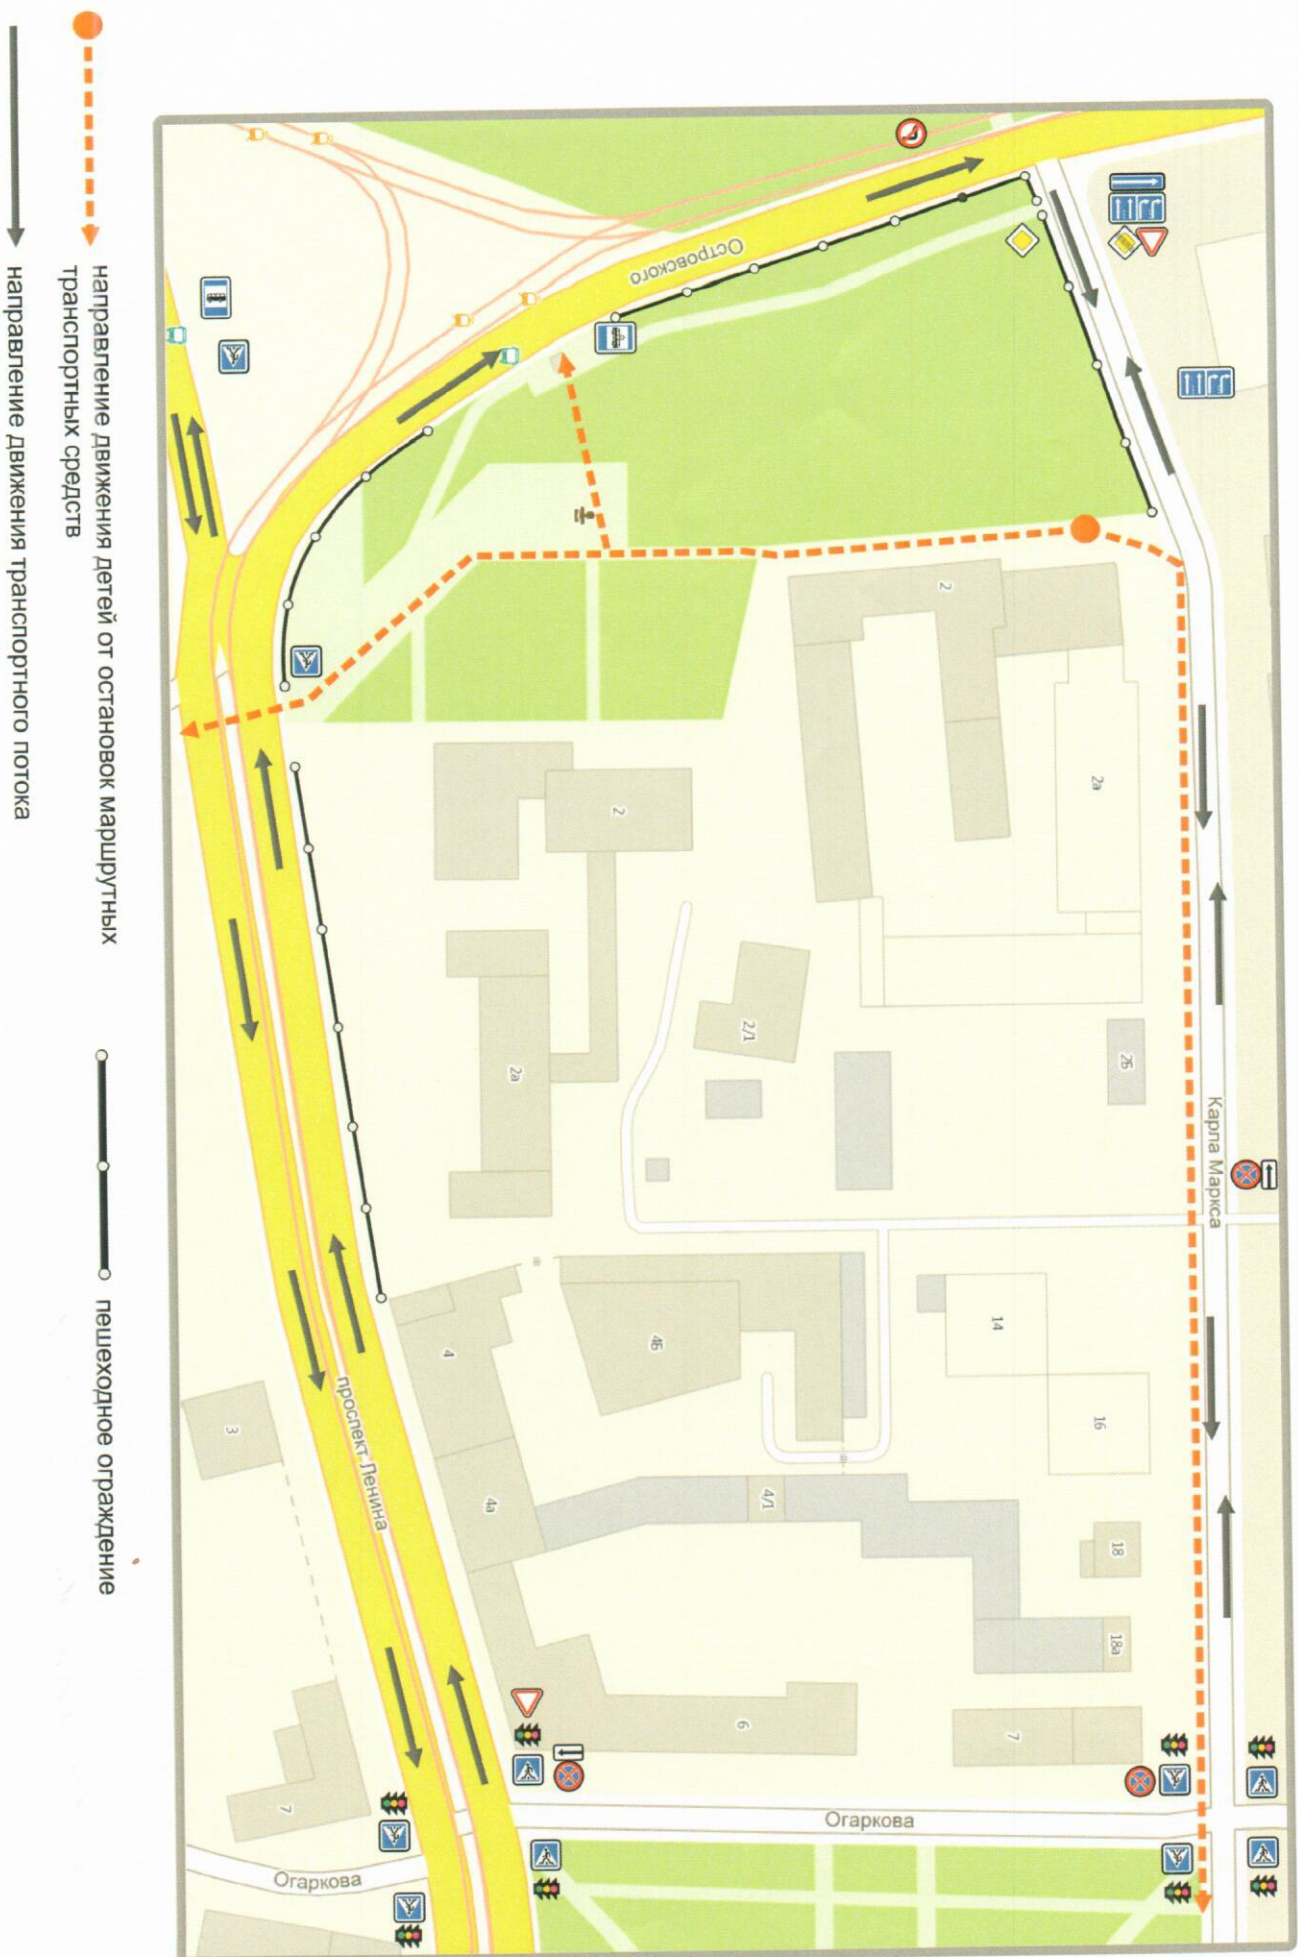 Островского
2
2а
2
2/1
2Б
2а
Карла Маркса
14
4Б
4
16
3
проспект Ленина
4а
4/1
18
18а
6
7
7
Огаркова
Огаркова
направление движения детей от остановок маршрутных
транспортных средств
направление движения транспортного потока
пешеходное ограждение